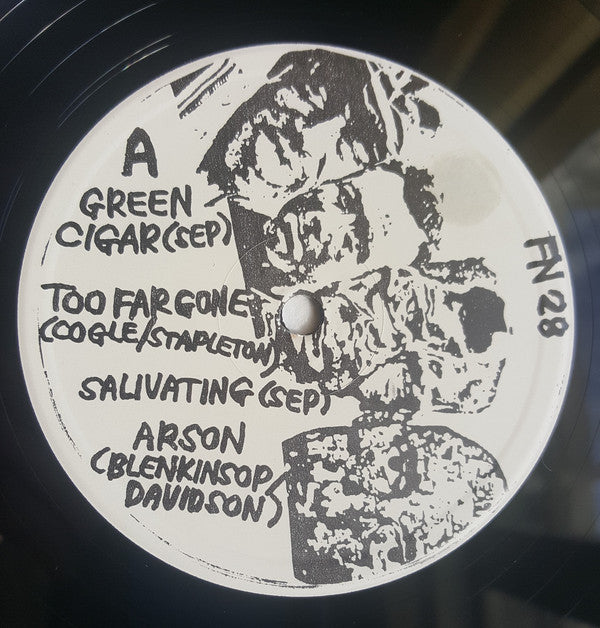 A
GREEN
CIGAR (SEP)
TOO FAR GONE
(COGLE/STAPLETON)
SALIVATING (SEP)
ARSON
(BLENKINSOP
DAVIDSON)
FN 28